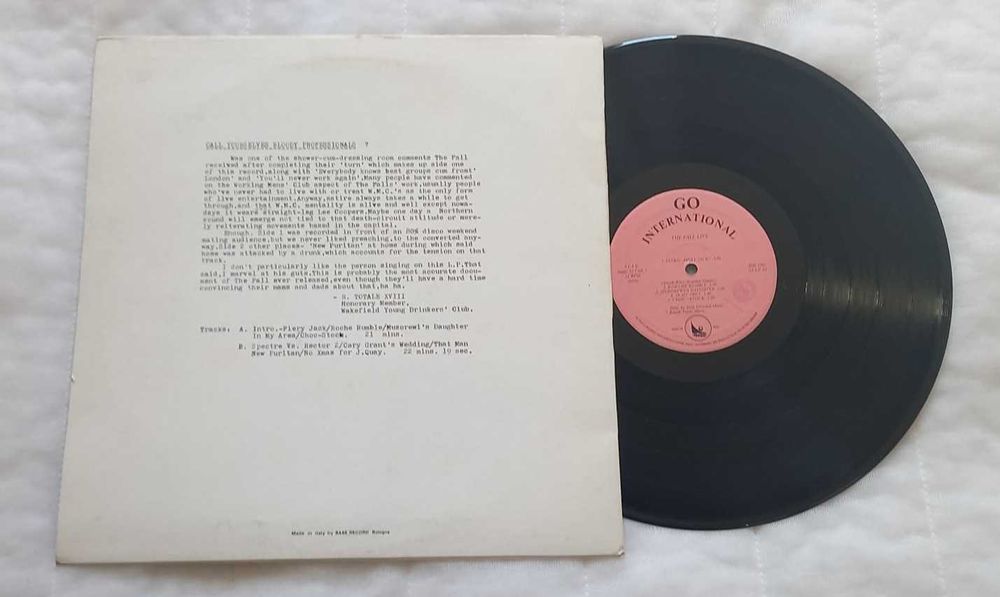 CALL YOURSELVES BLOODY PROFESSIONALS ?
Was one of the shower-cum-dressing room comments The Fall
received after completing their 'turn' which makes up side one
of this record,along with 'Everybody knows best groups cum from
London' and 'You'll never work again'.Many people have commented
on the Working Mens' Club aspect of The Falls' work,usually people
who've never had to live with or treat W.M.C.'s as the only form
of live entertainment.Anyway,satire always takes a while to get
through,and that W.M.C. mentality is alive and well except nowa-
days it wears straight-leg Lee Coopers.Maybe one day a Northern
sound will emerge not tied to that death-circuit attitude or mere-
ly reiterating movements based in the capital.
Enough. Side 1 was recorded in front of an 80% disco weekend
mating audience,but we never liked preaching to the converted any-
way.Side 2 other places- 'New Puritan' at home during which said
home was attacked by a drunk,which accounts for the tension on that
track.
I don't particularly like the person singing on this L.P.That
said,I marvel at his guts.This is probably the most accurate docu-
ment of The Fall ever released,even though they'll have a hard time
convincing their mams and dads about that,ha ha.
- R. TOTALE XVIII
Honorary Member,
Wakefield Young Drinkers' Club.
Tracks: A. Intro.-Fiery Jack/Roche Rumble/Muzorewi's Daughter
In My Area/Choc-Stock. 21 mins.
B. Spectre Vs. Rector 2/Cary Grant's Wedding/That Man
New Puritan/No Xmas for J.Quay. 22 mins. 19 sec.
Made in Italy by BASE RECORD Bologna
GO
INTERNATIONAL
THE FALL LIVE